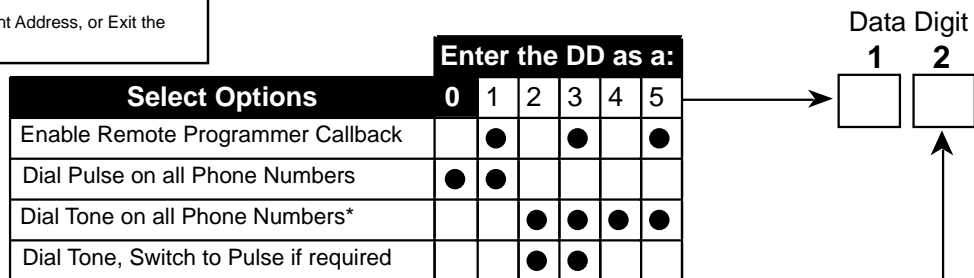 nt Address, or Exit the
Data Digit
1 2
Enter the DD as a:
Select Options 0 1 2 3 4 5
Enable Remote Programmer Callback
Dial Pulse on all Phone Numbers
Dial Tone on all Phone Numbers*
Dial Tone, Switch to Pulse if required